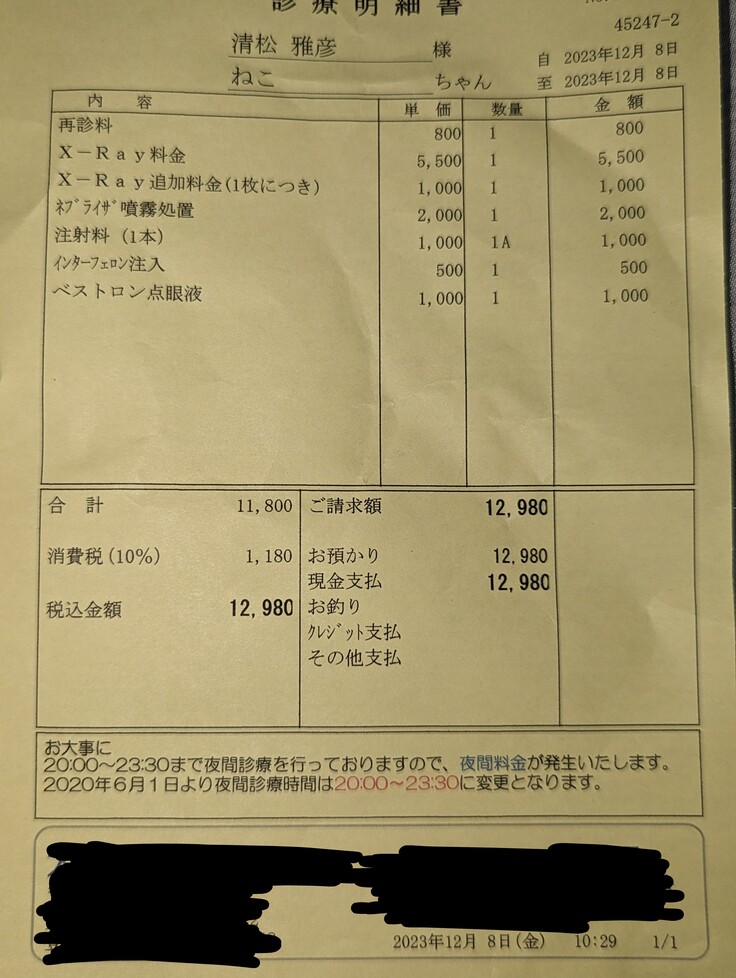 診療明細書
No.
45247-2
清松 雅彦 様
自 2023年12月 8日
ねこ ちゃん
至 2023年12月 8日
内 容 単 価 数量 金 額
再診料 800 1 800
X－Ray料金 5,500 1 5,500
X－Ray追加料金(1枚につき) 1,000 1 1,000
ﾈﾌﾞﾗｲｻﾞ噴霧処置 2,000 1 2,000
注射料 (1本) 1,000 1A 1,000
ｲﾝﾀｰﾌｪﾛﾝ注入 500 1 500
ベストロン点眼液 1,000 1 1,000
合 計 11,800 ご請求額 12,980
消費税(10%) 1,180 お預かり 12,980
現金支払 12,980
税込金額 12,980 お釣り
ｸﾚｼﾞｯﾄ支払
その他支払
お大事に
20:00～23:30まで夜間診療を行っておりますので、夜間料金が発生いたします。
2020年6月1日より夜間診療時間は20:00～23:30に変更となります。
2023年12月 8日(金) 10:29 1/1